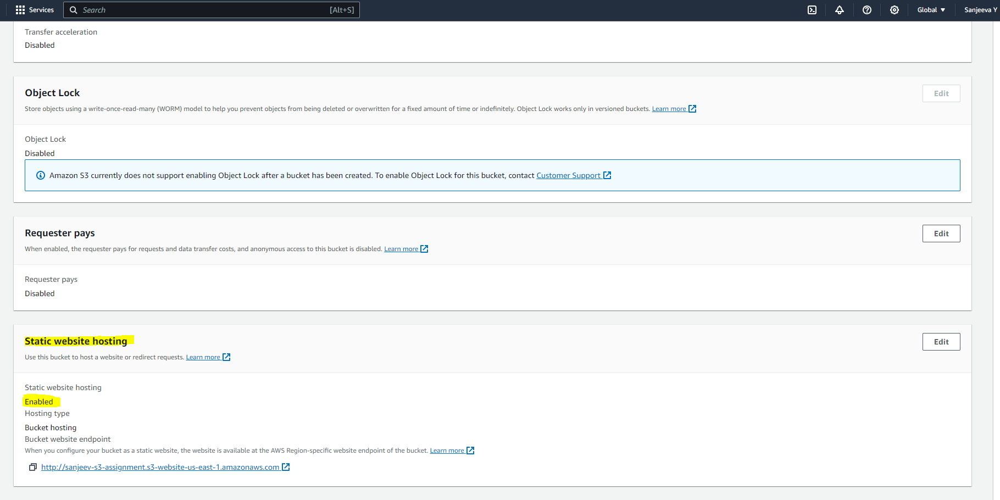 Services Search [Alt+S] Global Sanjeeva Y
Transfer acceleration
Disabled
Object Lock Edit
Store objects using a write-once-read-many (WORM) model to help you prevent objects from being deleted or overwritten for a fixed amount of time or indefinitely. Object Lock works only in versioned buckets. Learn more
Object Lock
Disabled
Amazon S3 currently does not support enabling Object Lock after a bucket has been created. To enable Object Lock for this bucket, contact Customer Support
Requester pays Edit
When enabled, the requester pays for requests and data transfer costs, and anonymous access to this bucket is disabled. Learn more
Requester pays
Disabled
Static website hosting Edit
Use this bucket to host a website or redirect requests. Learn more
Static website hosting
Enabled
Hosting type
Bucket hosting
Bucket website endpoint
When you configure your bucket as a static website, the website is available at the AWS Region-specific website endpoint of the bucket. Learn more
http://sanjeev-s3-assignment.s3-website-us-east-1.amazonaws.com